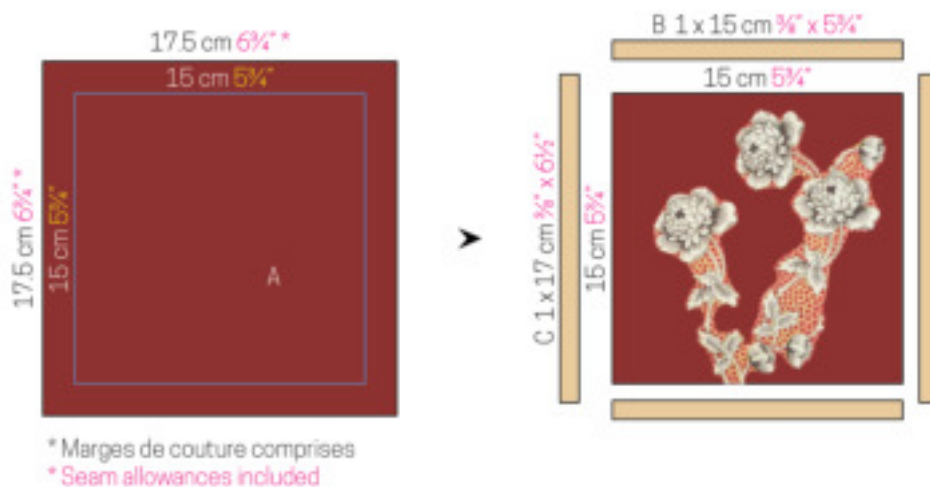 17.5 cm 6¾" *
15 cm 5¾"
17.5 cm 6¾" *
15 cm 5¾"
A
* Marges de couture comprises
* Seam allowances included
B 1 x 15 cm ⅜" x 5¾"
15 cm 5¾"
C 1 x 17 cm ⅜" x 6½"
15 cm 5¾"